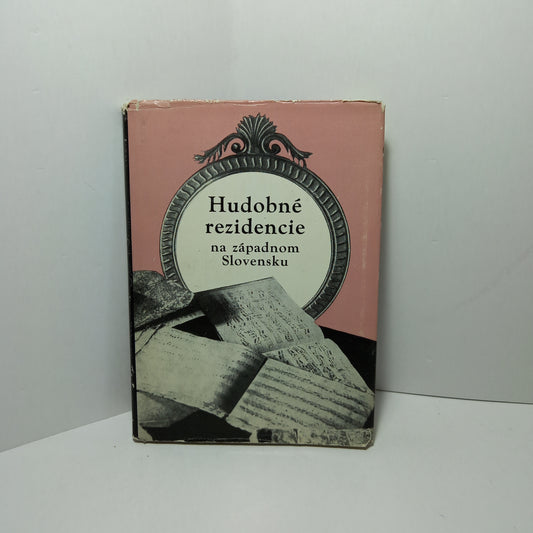 Hudobné
rezidencie
na západnom
Slovensku